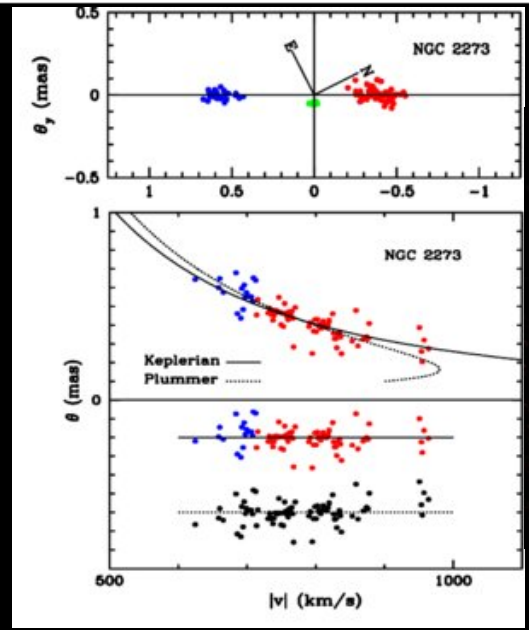 0.5
NGC 2273
E
N
θy (mas)
0
-0.5
1
0.5
0
-0.5
-1
1
NGC 2273
Keplerian
Plummer
θ (mas)
0
500
1000
|v| (km/s)